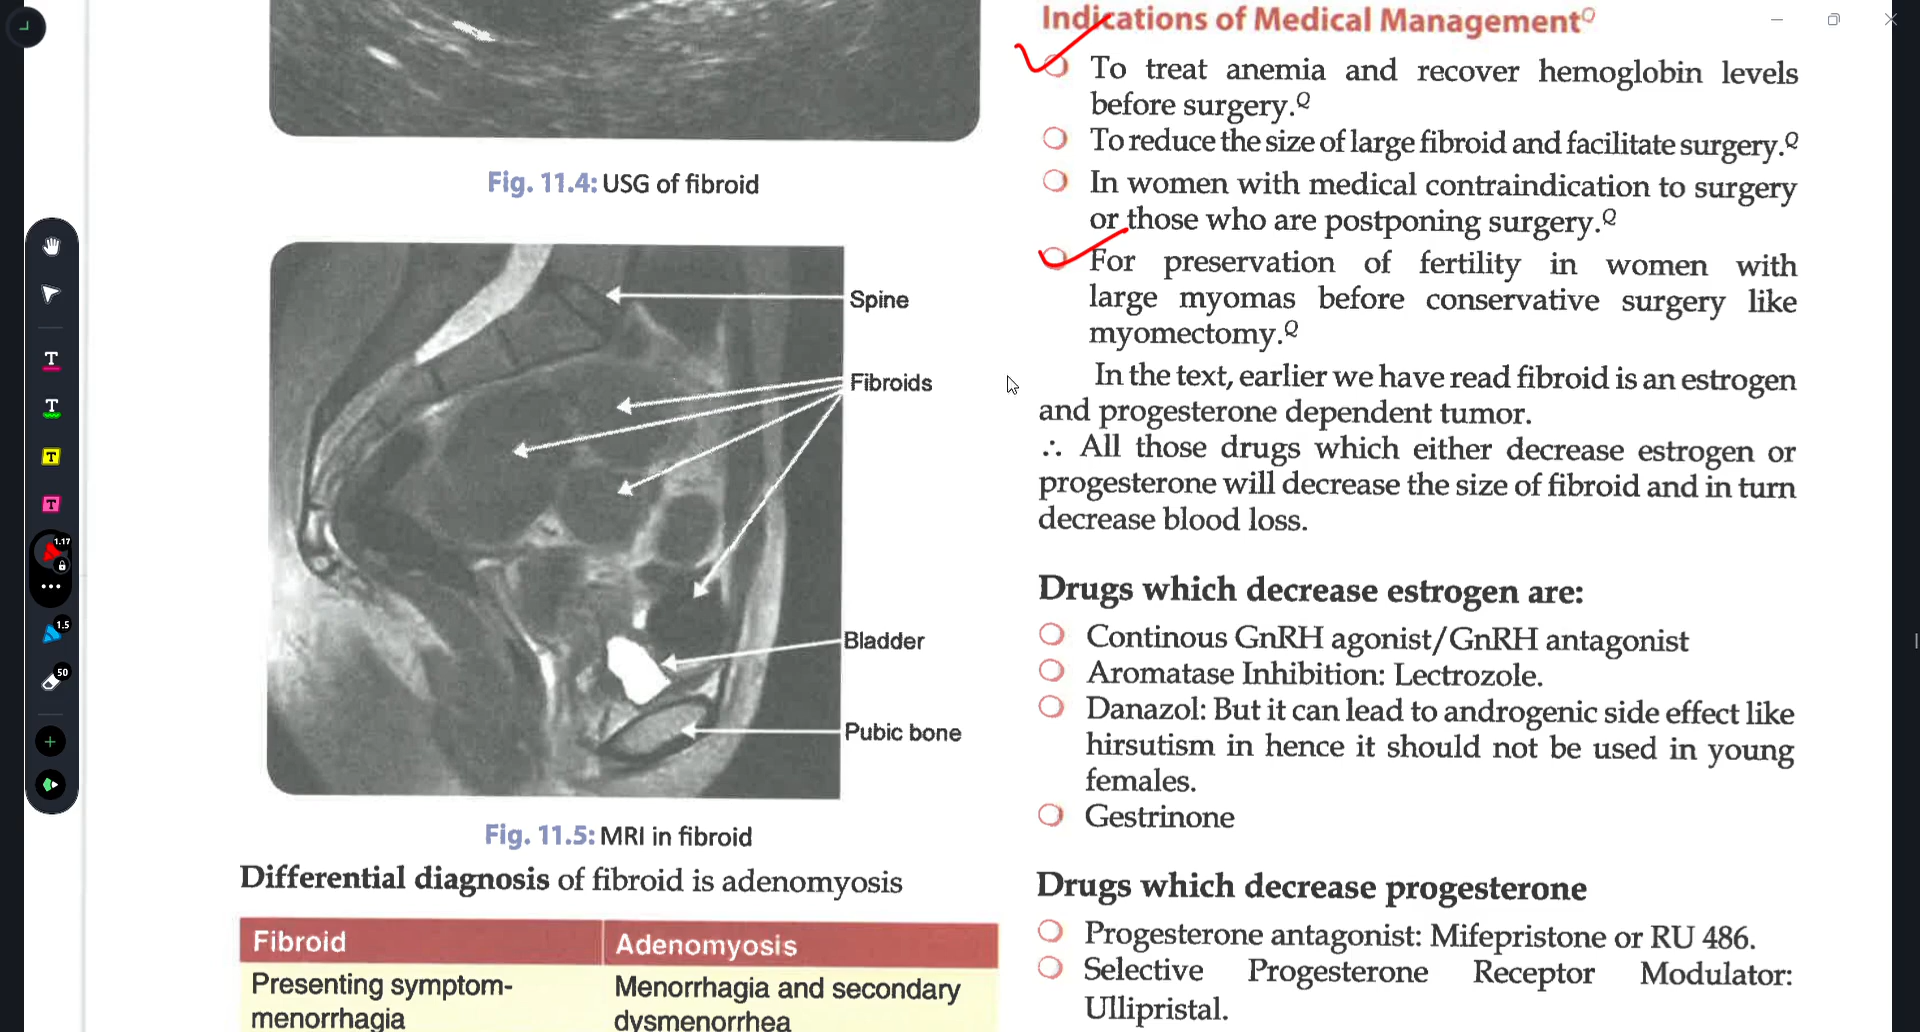 Fig. 11.4: USG of fibroid
Spine
Fibroids
Bladder
Pubic bone
Fig. 11.5: MRI in fibroid
Differential diagnosis of fibroid is adenomyosis
Fibroid Adenomyosis
Presenting symptom- Menorrhagia and secondary
menorrhagia dysmenorrhea
Indications of Medical ManagementQ
To treat anemia and recover hemoglobin levels
before surgery.Q
To reduce the size of large fibroid and facilitate surgery.Q
In women with medical contraindication to surgery
or those who are postponing surgery.Q
For preservation of fertility in women with
large myomas before conservative surgery like
myomectomy.Q
In the text, earlier we have read fibroid is an estrogen
and progesterone dependent tumor.
∴ All those drugs which either decrease estrogen or
progesterone will decrease the size of fibroid and in turn
decrease blood loss.
Drugs which decrease estrogen are:
Continous GnRH agonist/GnRH antagonist
Aromatase Inhibition: Lectrozole.
Danazol: But it can lead to androgenic side effect like
hirsutism in hence it should not be used in young
females.
Gestrinone
Drugs which decrease progesterone
Progesterone antagonist: Mifepristone or RU 486.
Selective Progesterone Receptor Modulator:
Ullipristal.
T
T
T
T
1.17
1.5
50